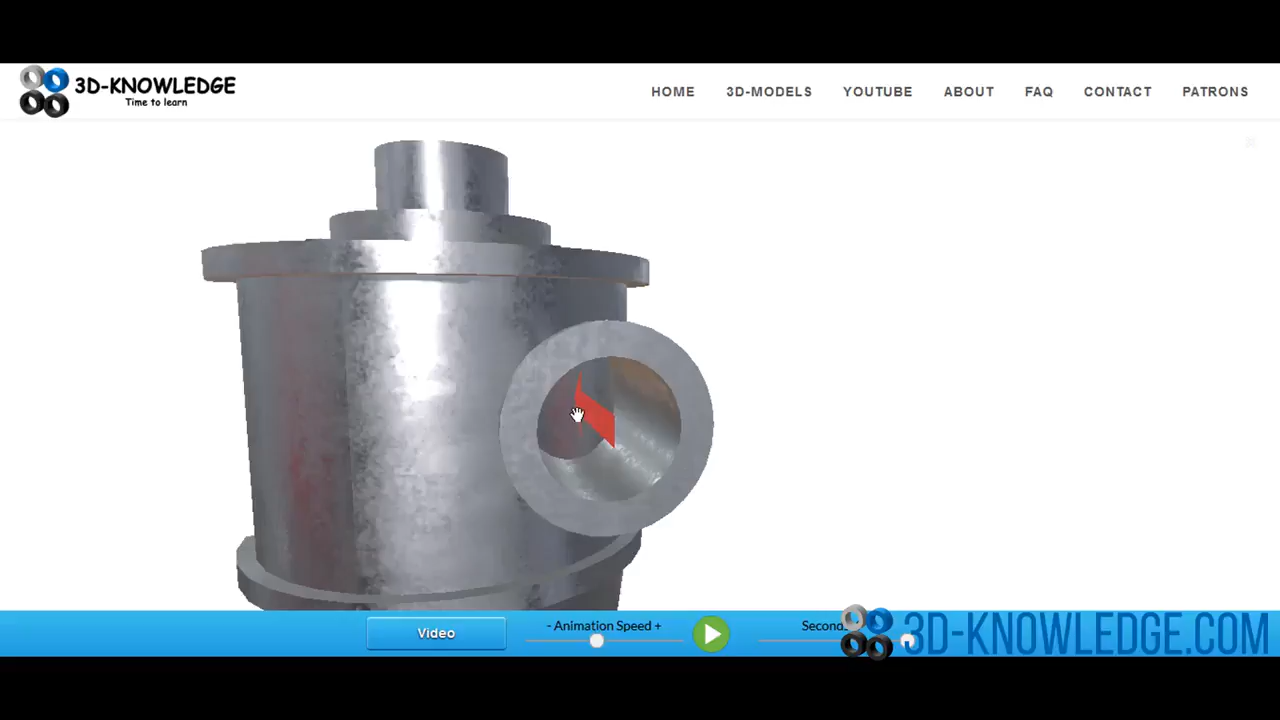 3D-KNOWLEDGE
Time to learn
HOME 3D-MODELS YOUTUBE ABOUT FAQ CONTACT PATRONS
Video
- Animation Speed +
3D-KNOWLEDGE.COM